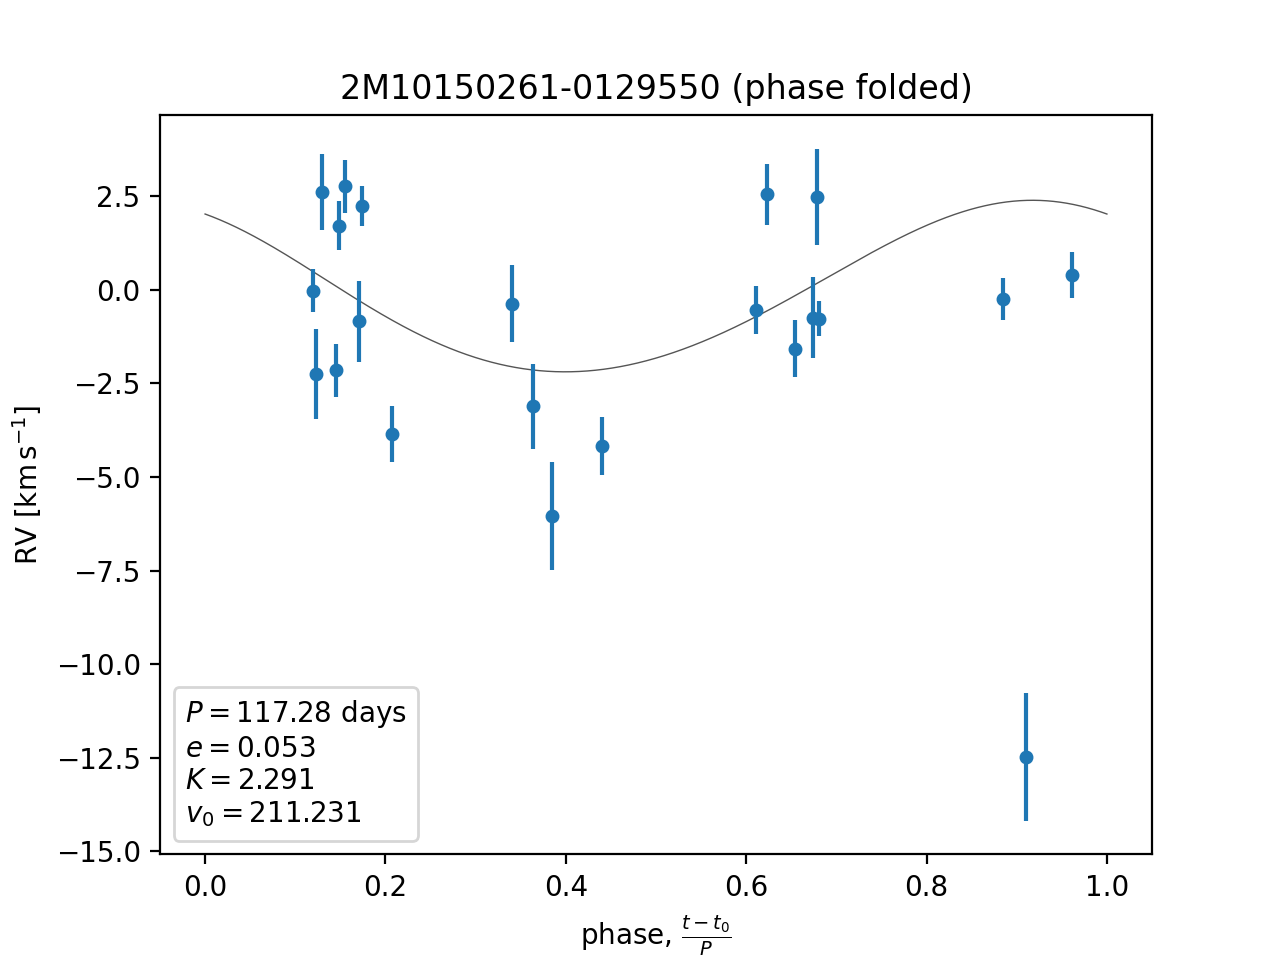 2M10150261-0129550 (phase folded)
2.5
0.0
−2.5
−5.0
−7.5
−10.0
−12.5
−15.0
RV [km s⁻¹]
P = 117.28 days
e = 0.053
K = 2.291
v₀ = 211.231
0.0 0.2 0.4 0.6 0.8 1.0
phase, (t − t₀)/P